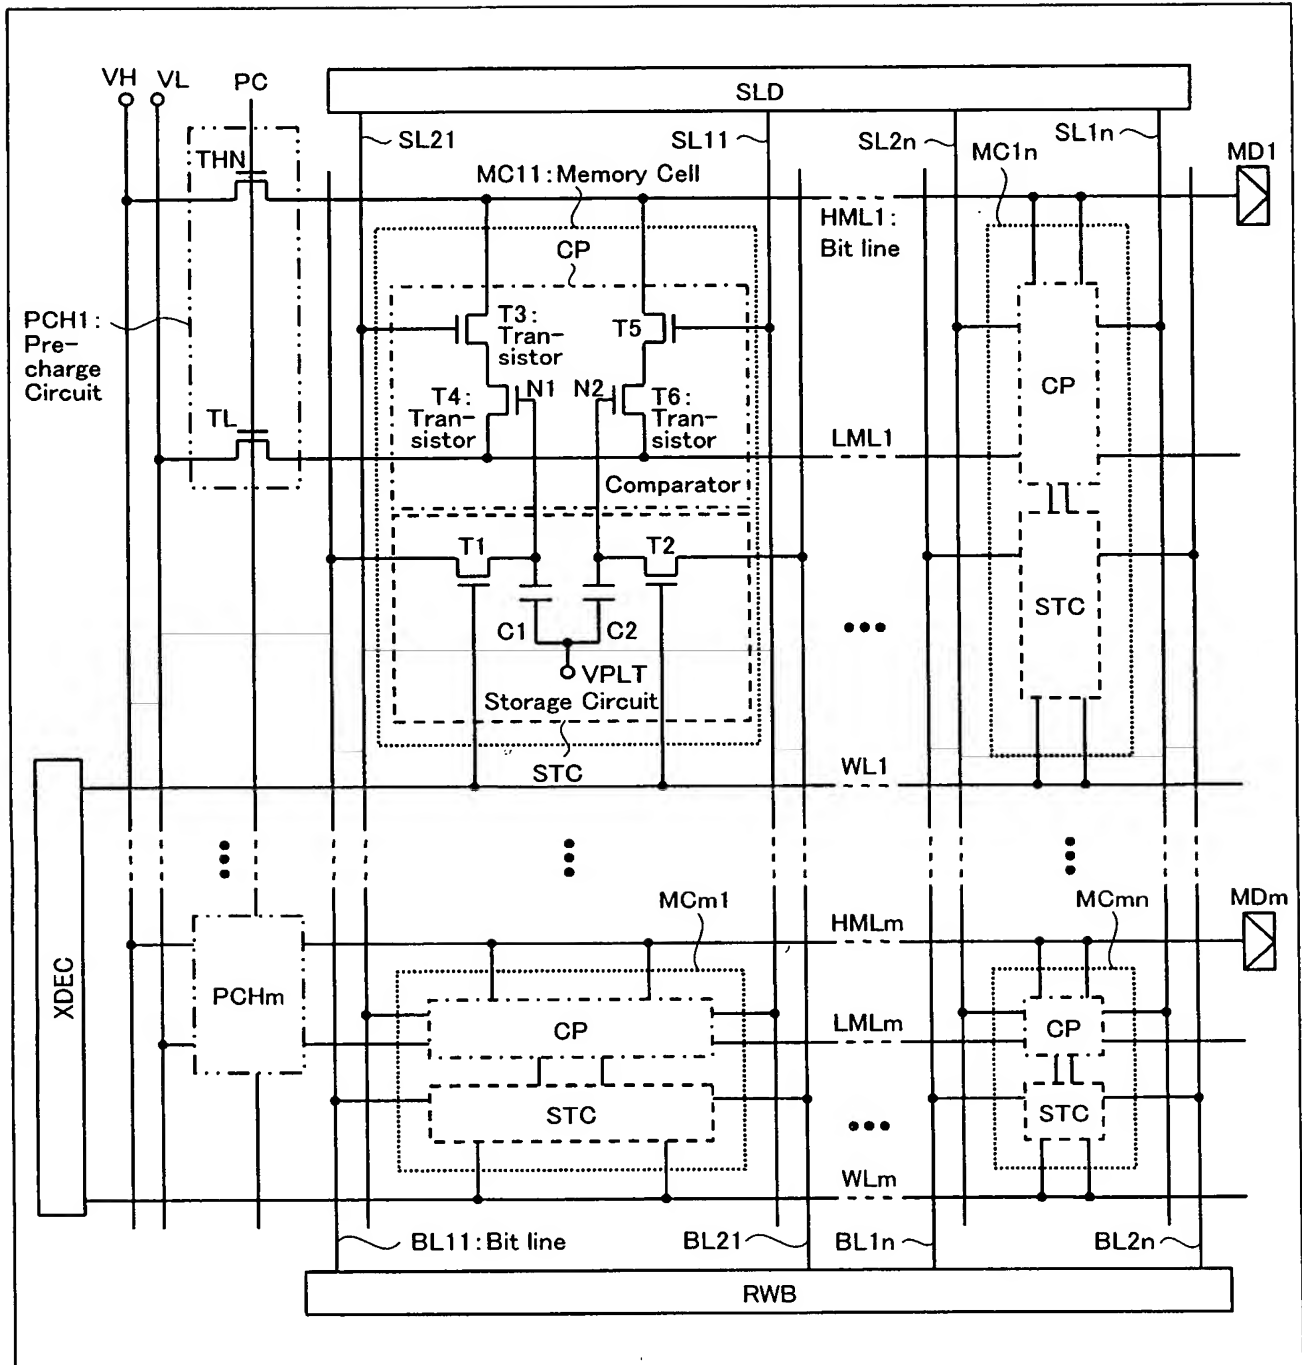 VH VL PC
SLD
SL21 SL11 SL2n SL1n
MC1n MD1
THN
MC11:Memory Cell
HML1:
Bit line
CP
PCH1:
Pre-
charge
Circuit
T3:
Tran-
sistor
T5
CP
TL
T4:
Tran-
sistor
N1 N2
T6:
Tran-
sistor
LML1
Comparator
T1 T2
STC
C1 C2
VPLT
Storage Circuit
STC
WL1
XDEC
MCm1 MCmn MDm
HMLm
PCHm
CP
LMLm
CP
STC
STC
WLm
BL11:Bit line BL21 BL1n BL2n
RWB